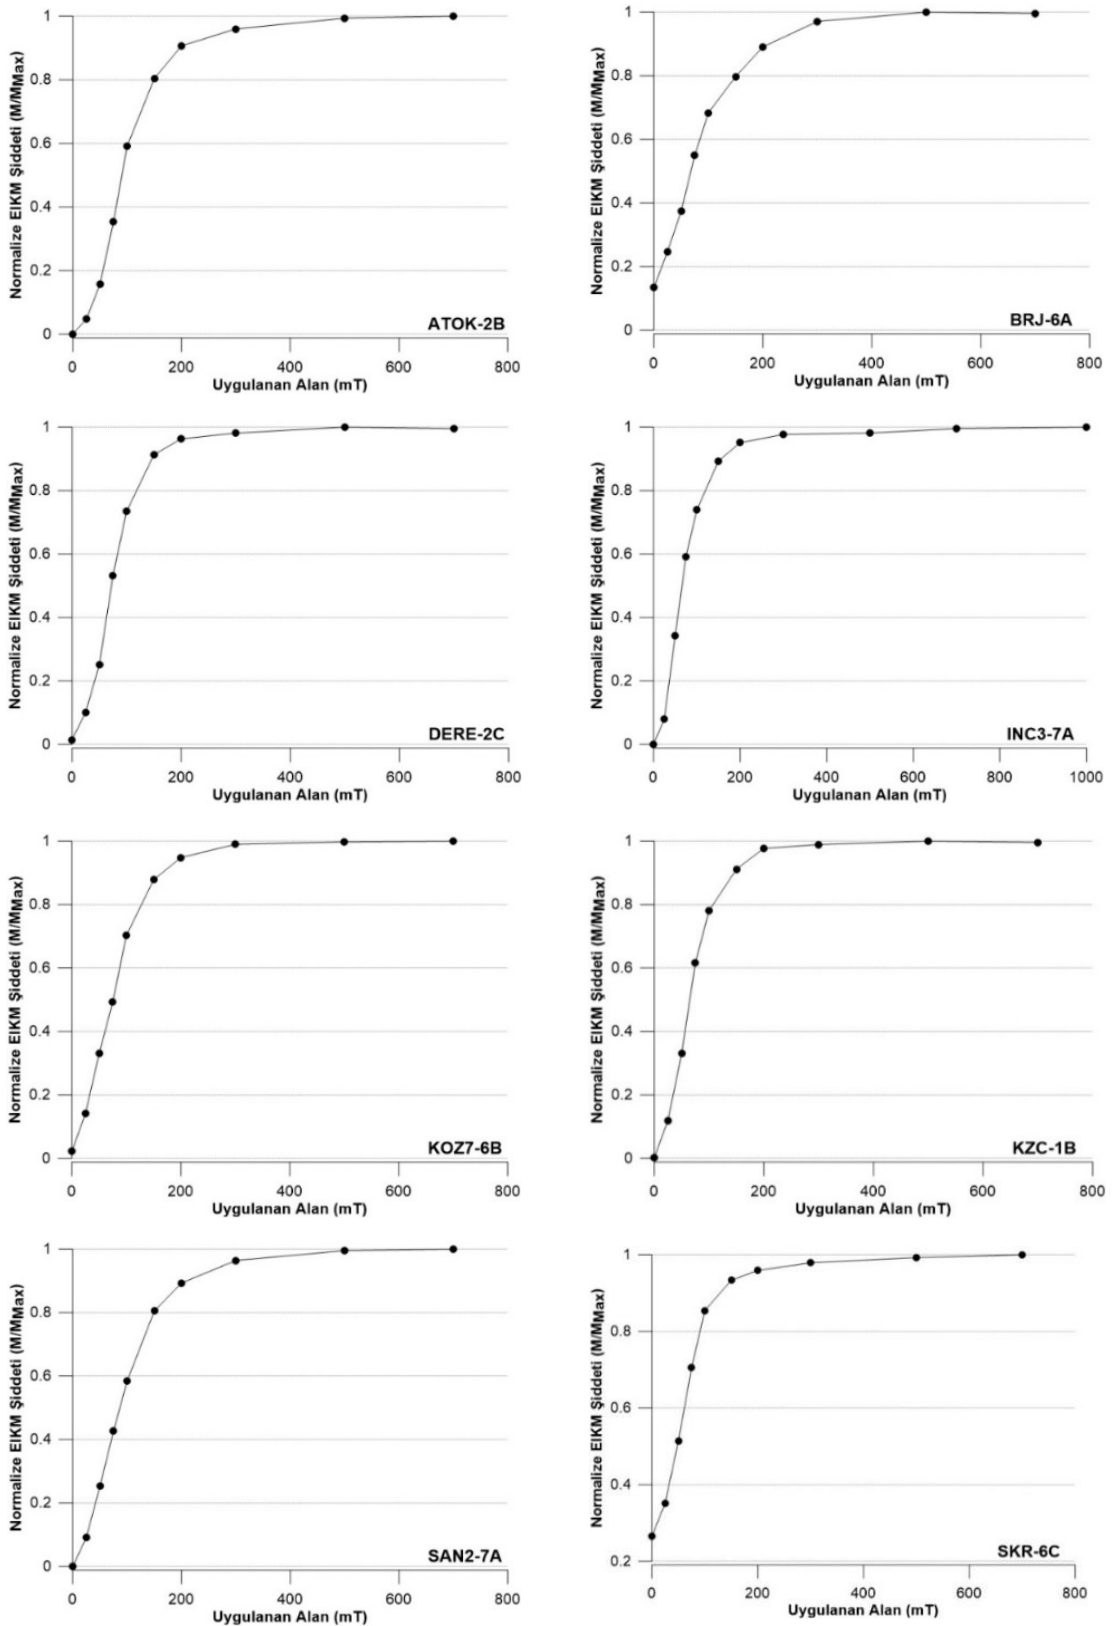 Normalize EIKM Şiddeti (M/MMax)
1
0.8
0.6
0.4
0.2
0
ATOK-2B
0 200 400 600 800
Uygulanan Alan (mT)
Normalize EIKM Şiddeti (M/MMax)
1
0.8
0.6
0.4
0.2
0
BRJ-6A
0 200 400 600 800
Uygulanan Alan (mT)
Normalize EIKM Şiddeti (M/MMax)
1
0.8
0.6
0.4
0.2
0
DERE-2C
0 200 400 600 800
Uygulanan Alan (mT)
Normalize EIKM Şiddeti (M/MMax)
1
0.8
0.6
0.4
0.2
0
INC3-7A
0 200 400 600 800 1000
Uygulanan Alan (mT)
Normalize EIKM Şiddeti (M/MMax)
1
0.8
0.6
0.4
0.2
0
KOZ7-6B
0 200 400 600 800
Uygulanan Alan (mT)
Normalize EIKM Şiddeti (M/MMax)
1
0.8
0.6
0.4
0.2
0
KZC-1B
0 200 400 600 800
Uygulanan Alan (mT)
Normalize EIKM Şiddeti (M/MMax)
1
0.8
0.6
0.4
0.2
0
SAN2-7A
0 200 400 600 800
Uygulanan Alan (mT)
Normalize EIKM Şiddeti (M/MMax)
1
0.8
0.6
0.4
0.2
SKR-6C
0 200 400 600 800
Uygulanan Alan (mT)